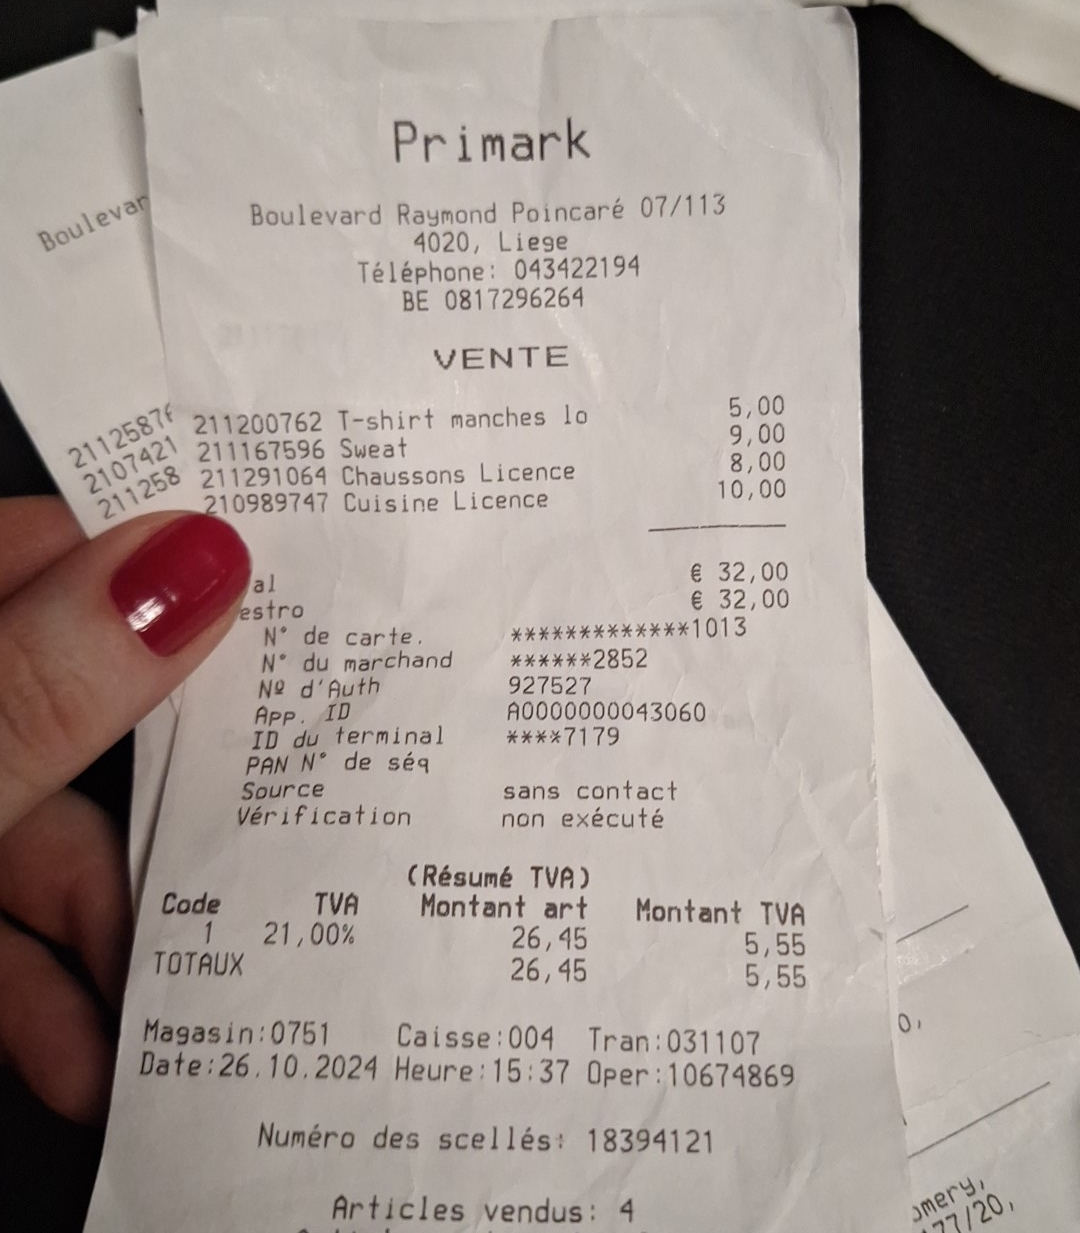 Primark
Boulevard Raymond Poincaré 07/113
4020, Liege
Téléphone: 043422194
BE 0817296264
VENTE
211200762 T-shirt manches lo 5,00
211167596 Sweat 9,00
211291064 Chaussons Licence 8,00
210989747 Cuisine Licence 10,00
al € 32,00
estro € 32,00
N° de carte. *************1013
N° du marchand ******2852
Nº d'Auth 927527
App. ID A0000000043060
ID du terminal ****7179
PAN N° de séq
Source sans contact
Vérification non exécuté
(Résumé TVA)
Code TVA Montant art Montant TVA
1 21,00% 26,45 5,55
TOTAUX 26,45 5,55
Magasin:0751 Caisse:004 Tran:031107
Date:26.10.2024 Heure:15:37 Oper:10674869
Numéro des scellés: 18394121
Articles vendus: 4
Boulevar
2112587
2107421
211258
0,
omery,
177/20,